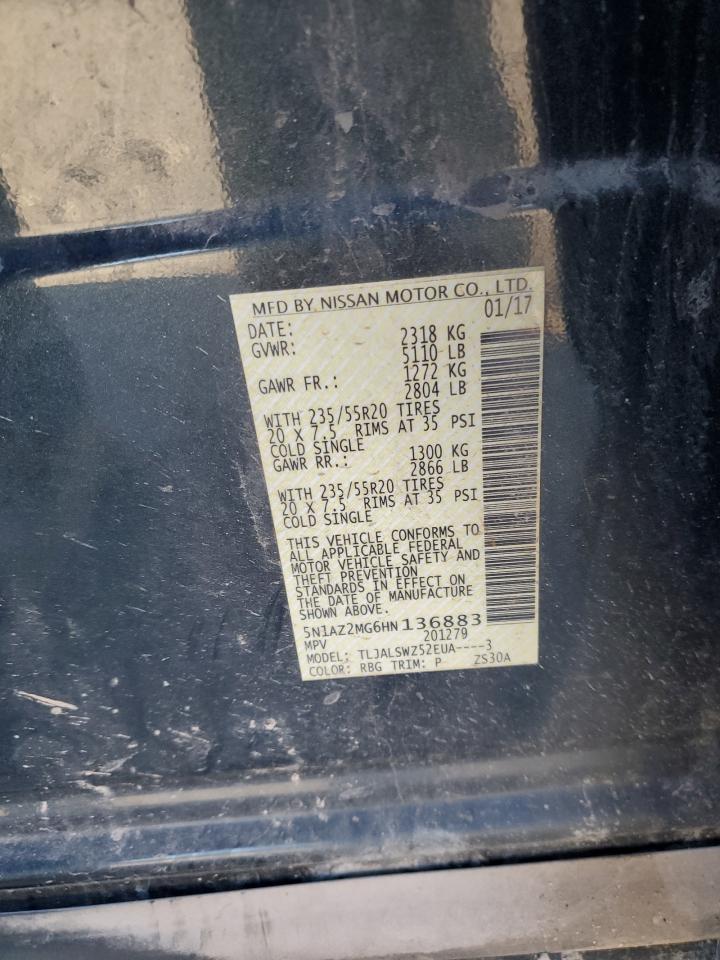 MFD BY NISSAN MOTOR CO., LTD.
DATE: 01/17
GVWR: 2318 KG
5110 LB
GAWR FR.: 1272 KG
2804 LB
WITH 235/55R20 TIRES
20 X 7.5 RIMS AT 35 PSI
COLD SINGLE
GAWR RR.: 1300 KG
2866 LB
WITH 235/55R20 TIRES
20 X 7.5 RIMS AT 35 PSI
COLD SINGLE
THIS VEHICLE CONFORMS TO
ALL APPLICABLE FEDERAL
MOTOR VEHICLE SAFETY AND
THEFT PREVENTION
STANDARDS IN EFFECT ON
THE DATE OF MANUFACTURE
SHOWN ABOVE.
5N1AZ2MG6HN136883
MPV 201279
MODEL: TLJALSWZ52EUA----3
COLOR: RBG TRIM: P ZS30A